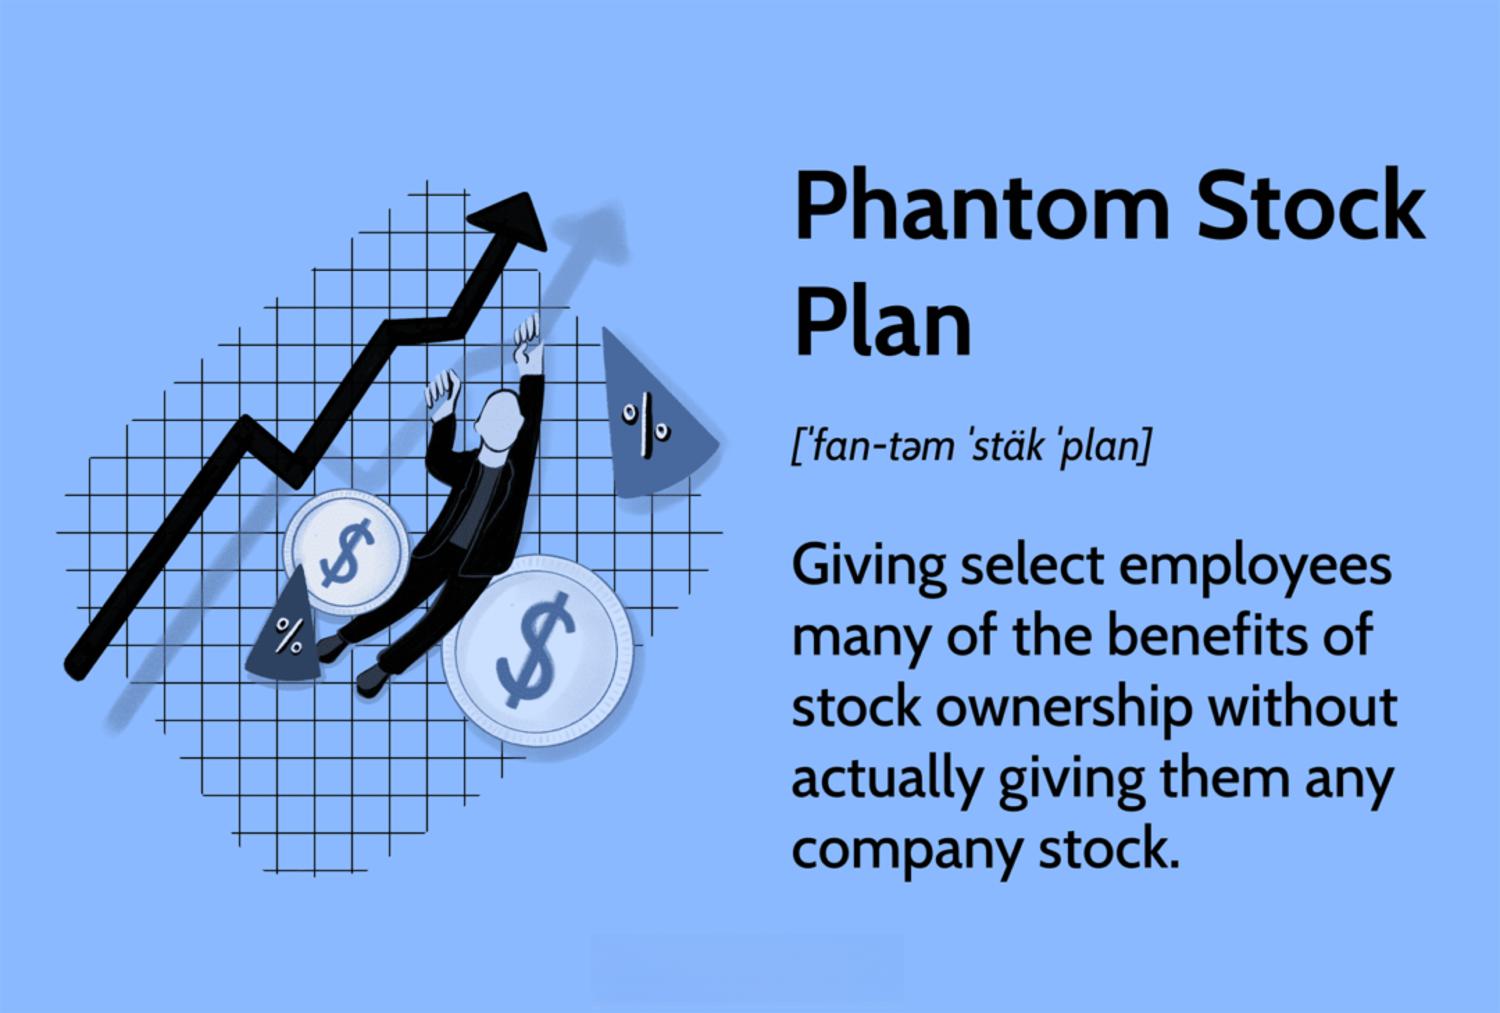 Phantom Stock
Plan
[ˈfan-təm ˈstäk ˈplan]
Giving select employees
many of the benefits of
stock ownership without
actually giving them any
company stock.
%
$
%
$